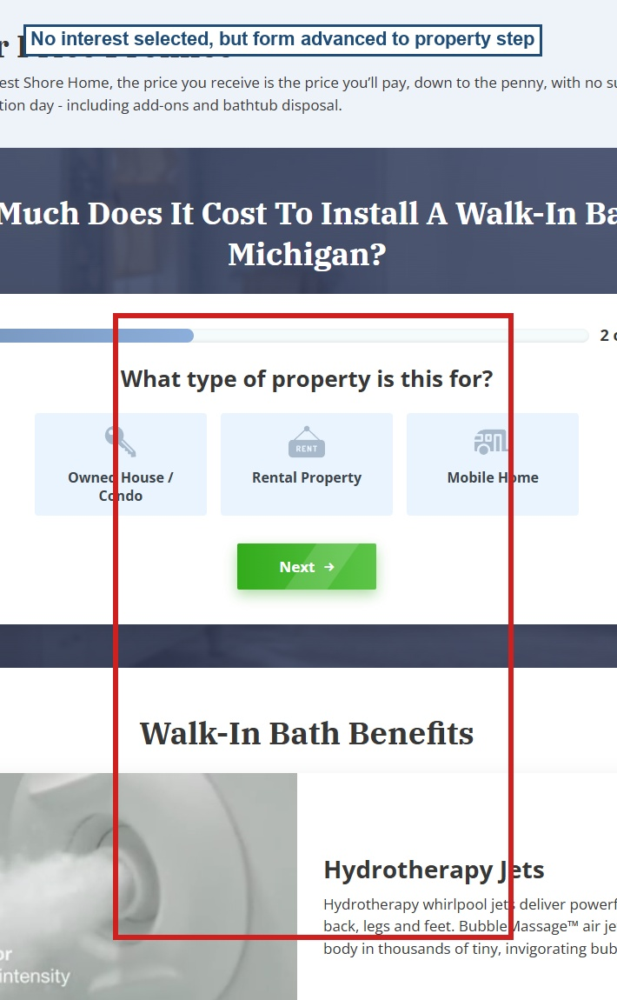 No interest selected, but form advanced to property step
est Shore Home, the price you receive is the price you’ll pay, down to the penny, with no
tion day - including add-ons and bathtub disposal.
Much Does It Cost To Install A Walk-In Ba
Michigan?
2
What type of property is this for?
RENT
Owned House /
Condo
Rental Property
Mobile Home
Next →
Walk-In Bath Benefits
Hydrotherapy Jets
Hydrotherapy whirlpool jets deliver powerf
back, legs and feet. BubbleMassage™ air je
body in thousands of tiny, invigorating bub
or
intensity